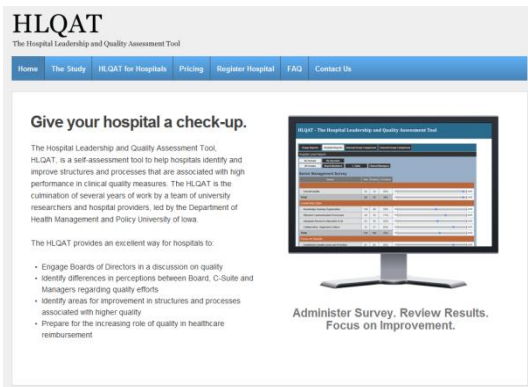 HLQAT
The Hospital Leadership and Quality Assessment Tool
Home The Study HLQAT for Hospitals Pricing Register Hospital FAQ Contact Us
Give your hospital a check-up.
The Hospital Leadership and Quality Assessment Tool,
HLQAT, is a self-assessment tool to help hospitals identify and
improve structures and processes that are associated with high
performance in clinical quality measures. The HLQAT is the
culmination of several years of work by a team of university
researchers and hospital providers, led by the Department of
Health Management and Policy University of Iowa.
The HLQAT provides an excellent way for hospitals to:
• Engage Boards of Directors in a discussion on quality
• Identify differences in perceptions between Board, C-Suite and
Managers regarding quality efforts
• Identify areas for improvement in structures and processes
associated with higher quality
• Prepare for the increasing role of quality in healthcare
reimbursement
HLQAT - The Hospital Leadership and Quality Assessment Tool
Senior Management Survey
Administer Survey. Review Results.
Focus on Improvement.